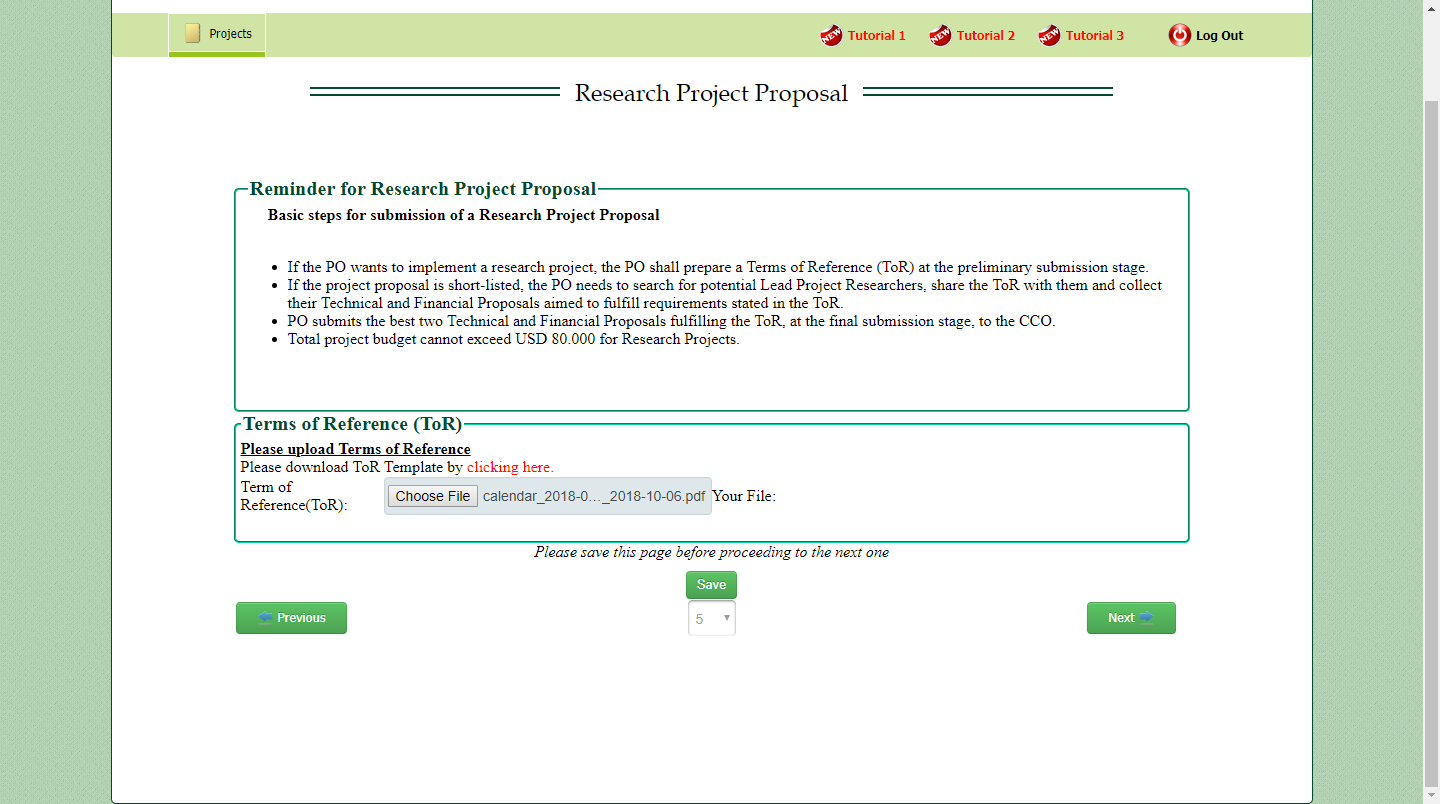 Projects
Tutorial 1
Tutorial 2
Tutorial 3
Log Out
Research Project Proposal
Reminder for Research Project Proposal
Basic steps for submission of a Research Project Proposal
If the PO wants to implement a research project, the PO shall prepare a Terms of Reference (ToR) at the preliminary submission stage.
If the project proposal is short-listed, the PO needs to search for potential Lead Project Researchers, share the ToR with them and collect
their Technical and Financial Proposals aimed to fulfill requirements stated in the ToR.
PO submits the best two Technical and Financial Proposals fulfilling the ToR, at the final submission stage, to the CCO.
Total project budget cannot exceed USD 80.000 for Research Projects.
Terms of Reference (ToR)
Please upload Terms of Reference
Please download ToR Template by clicking here.
Term of
Reference(ToR):
Choose File calendar_2018-0…_2018-10-06.pdf Your File:
Please save this page before proceeding to the next one
Save
Previous
5
Next
NEW
NEW
NEW